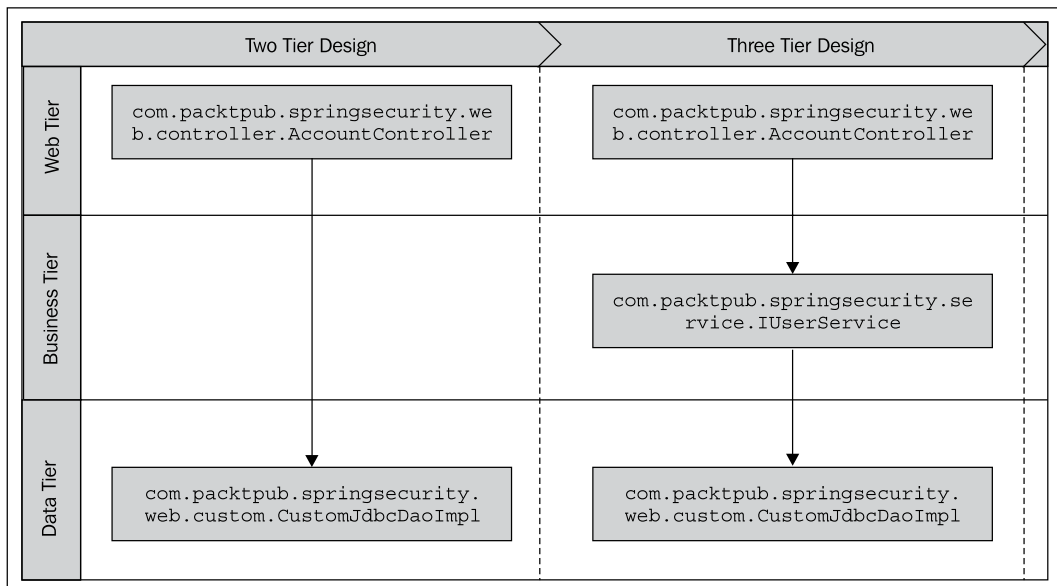 Two Tier Design
Three Tier Design
Web Tier
com.packtpub.springsecurity.we
b.controller.AccountController
com.packtpub.springsecurity.we
b.controller.AccountController
Business Tier
com.packtpub.springsecurity.se
rvice.IUserService
Data Tier
com.packtpub.springsecurity.
web.custom.CustomJdbcDaoImpl
com.packtpub.springsecurity.
web.custom.CustomJdbcDaoImpl